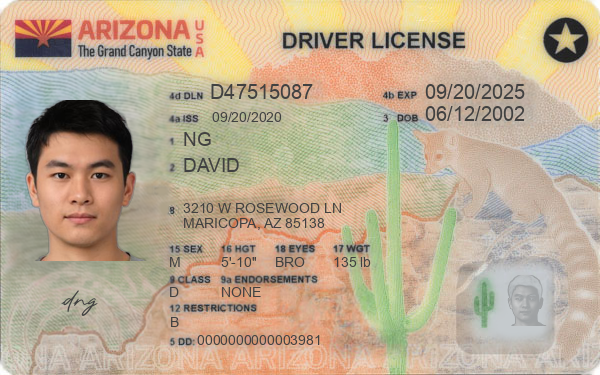 ARIZONA USA
The Grand Canyon State
DRIVER LICENSE
4d DLN D47515087
4b EXP 09/20/2025
4a ISS 09/20/2020
3 DOB 06/12/2002
1 NG
2 DAVID
8 3210 W ROSEWOOD LN
MARICOPA, AZ 85138
15 SEX 16 HGT 18 EYES 17 WGT
M 5'-10" BRO 135 lb
9 CLASS 9a ENDORSEMENTS
D NONE
12 RESTRICTIONS
B
5 DD: 0000000000003981
dng
ARIZONA ARIZONA ARIZONA ARIZONA